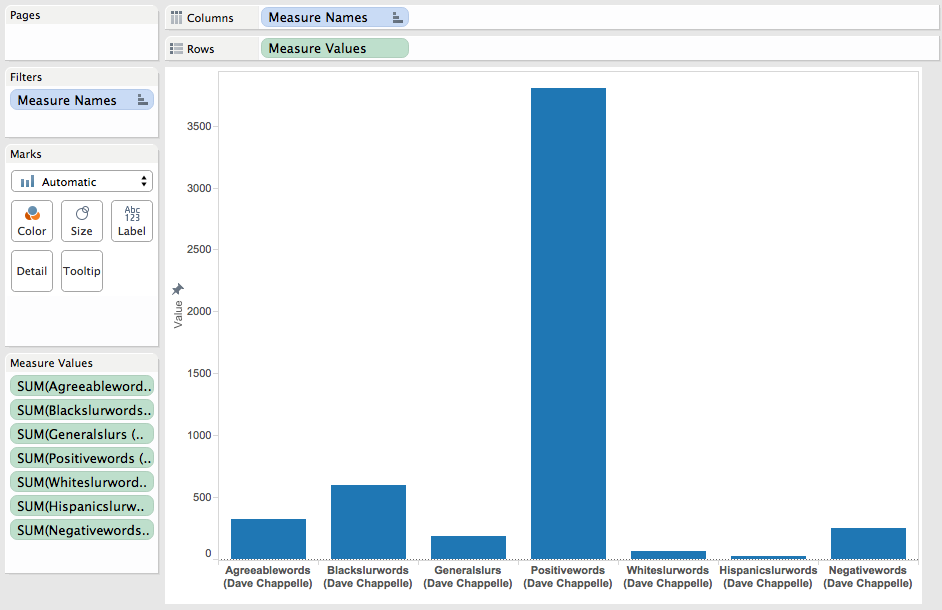 Pages
Columns
Measure Names
Rows
Measure Values
Filters
Measure Names
Marks
Automatic
Color
Size
Abc
123
Label
Detail
Tooltip
Measure Values
SUM(Agreeableword..
SUM(Blackslurwords..
SUM(Generalslurs (..
SUM(Positivewords (..
SUM(Whiteslurword..
SUM(Hispanicslurw..
SUM(Negativewords..
Value
3500
3000
2500
2000
1500
1000
500
0
Agreeablewords Blackslurwords Generalslurs Positivewords Whiteslurwords Hispanicslurwords Negativewords
(Dave Chappelle) (Dave Chappelle) (Dave Chappelle) (Dave Chappelle) (Dave Chappelle) (Dave Chappelle) (Dave Chappelle)